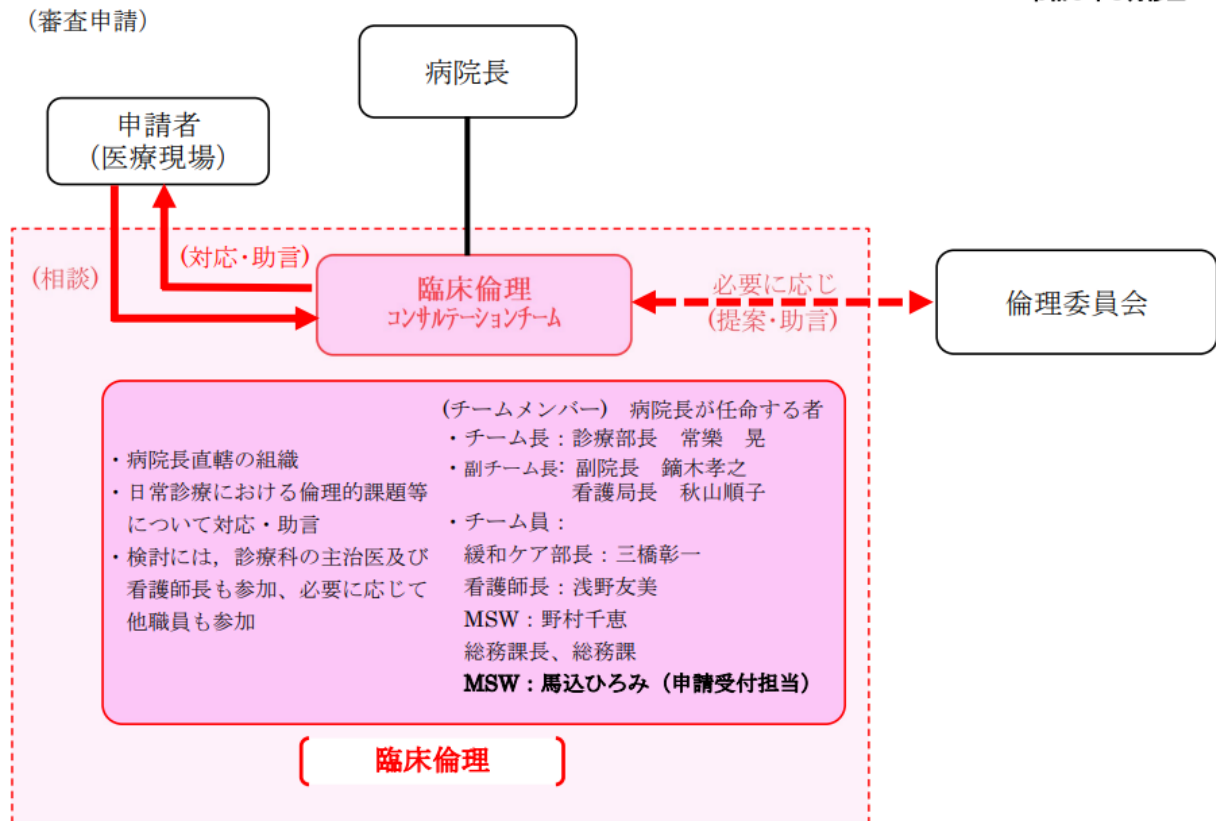 (審査申請)
病院長
申請者
(医療現場)
(相談)
(対応・助言)
臨床倫理
コンサルテーションチーム
必要に応じ
(提案・助言)
倫理委員会
・病院長直轄の組織
・日常診療における倫理的課題等
について対応・助言
・検討には，診療科の主治医及び
看護師長も参加、必要に応じて
他職員も参加
(チームメンバー) 病院長が任命する者
・チーム長：診療部長 常樂 晃
・副チーム長: 副院長 鏑木孝之
看護局長 秋山順子
・チーム員：
緩和ケア部長：三橋彰一
看護師長：浅野友美
MSW：野村千恵
総務課長、総務課
MSW：馬込ひろみ（申請受付担当）
臨床倫理